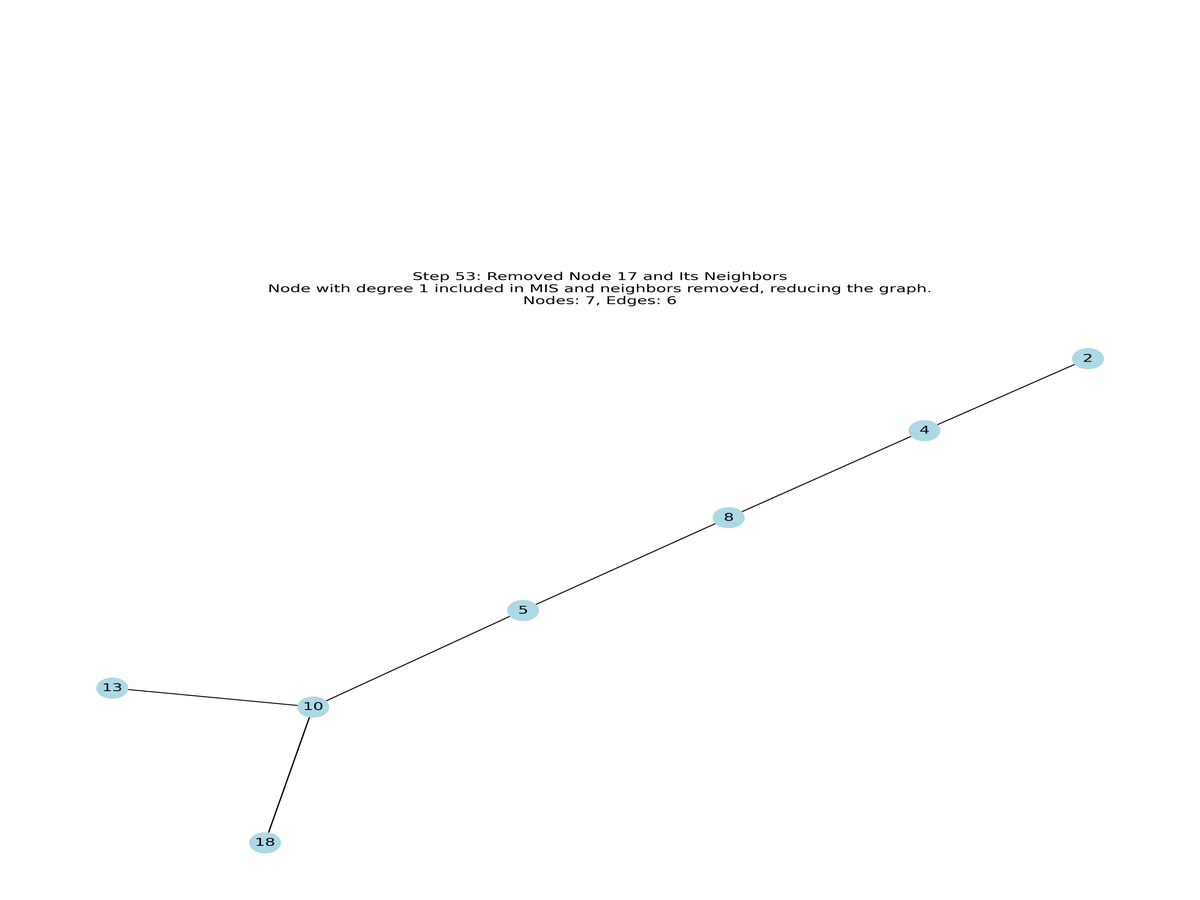 Step 53: Removed Node 17 and Its Neighbors
Node with degree 1 included in MIS and neighbors removed, reducing the graph.
Nodes: 7, Edges: 6
2
4
8
5
13
10
18